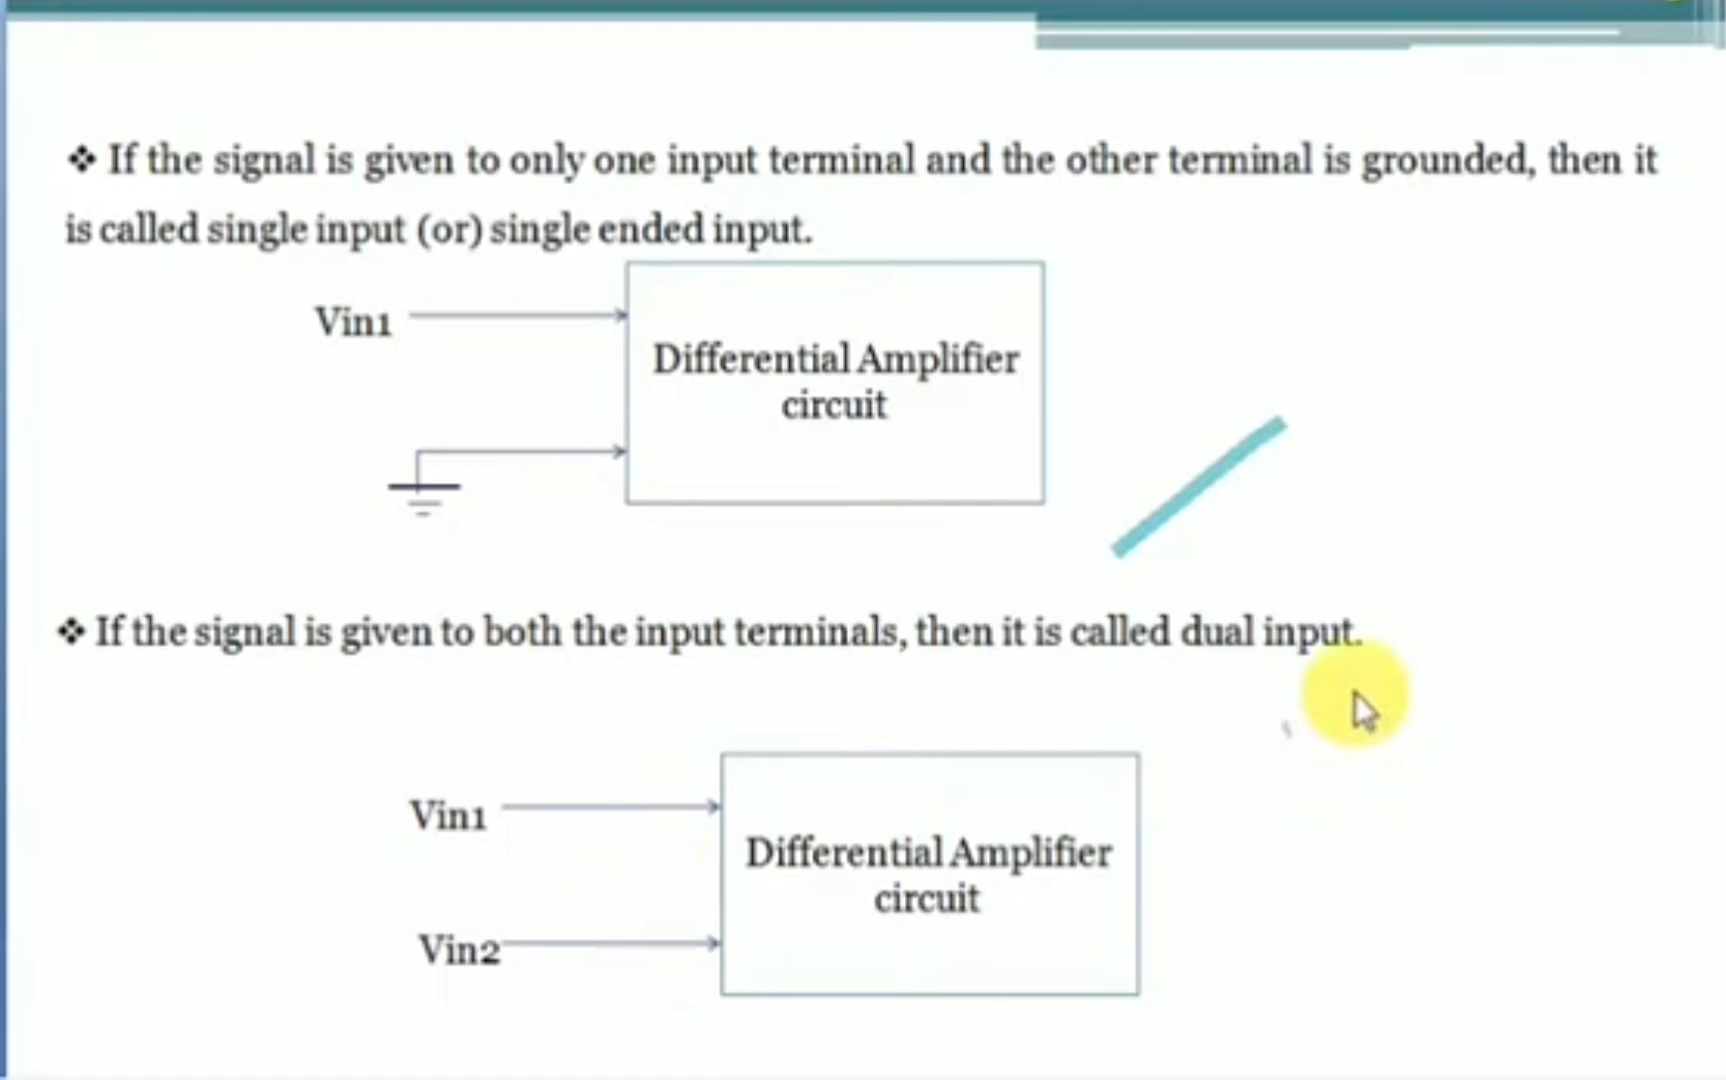 ❖ If the signal is given to only one input terminal and the other terminal is grounded, then it
is called single input (or) single ended input.
Vin1
Differential Amplifier
circuit
❖ If the signal is given to both the input terminals, then it is called dual input.
Vin1
Differential Amplifier
circuit
Vin2